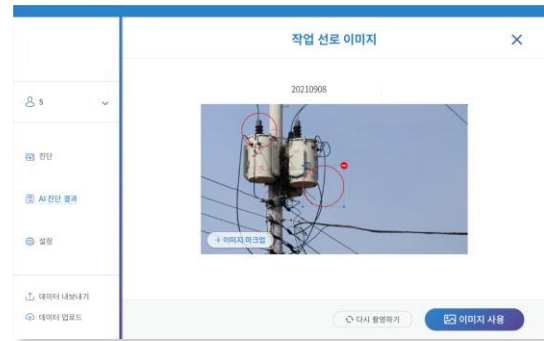 작업 선로 이미지
20210908
S
진단
AI 진단 결과
설정
데이터 내보내기
데이터 업로드
+ 이미지 마크업
다시 촬영하기
이미지 사용